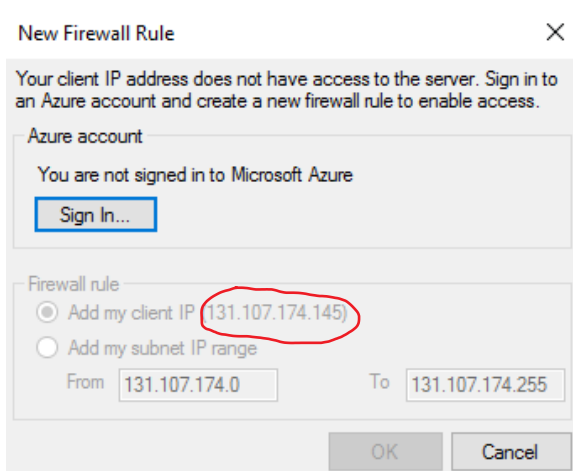 New Firewall Rule
Your client IP address does not have access to the server. Sign in to
an Azure account and create a new firewall rule to enable access.
Azure account
You are not signed in to Microsoft Azure
Sign In...
Firewall rule
Add my client IP (131.107.174.145)
Add my subnet IP range
From 131.107.174.0 To 131.107.174.255
OK Cancel